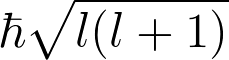 ħ√l(l + 1)